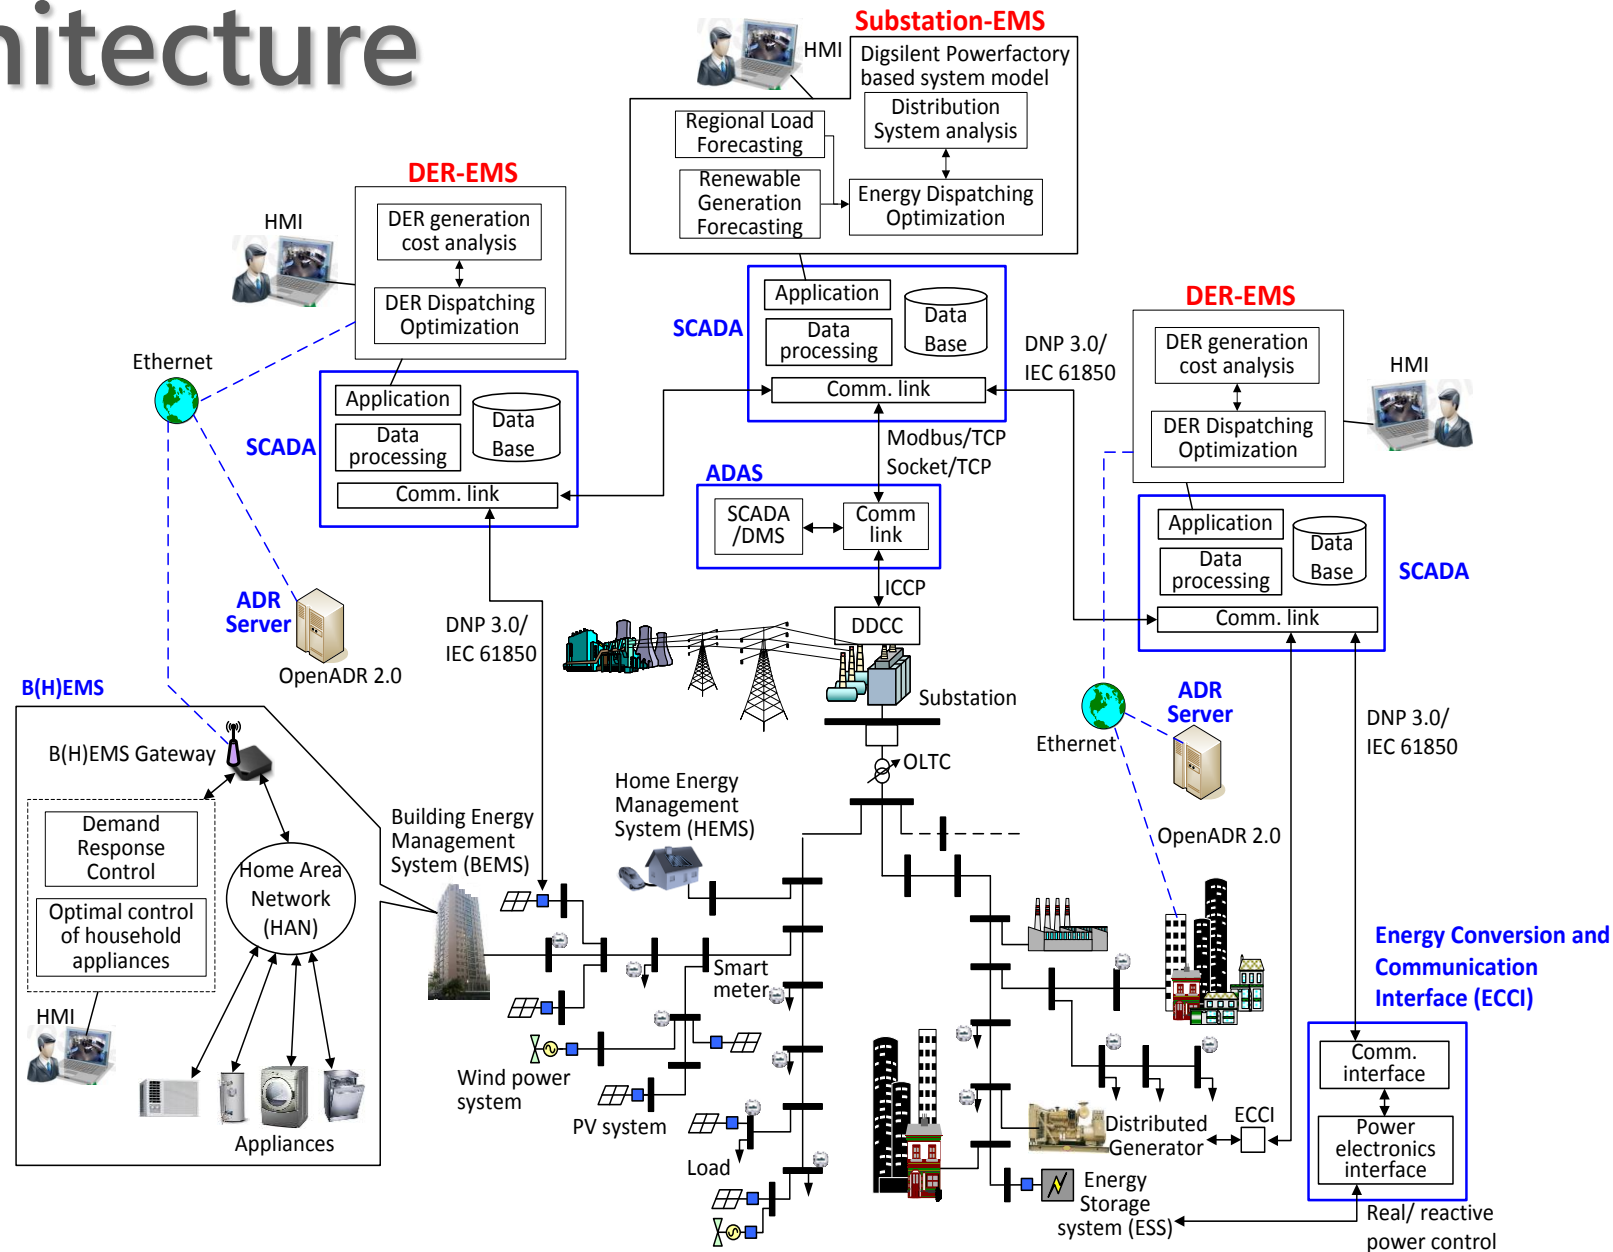 hitecture
Substation-EMS
HMI
Digsilent Powerfactory
based system model
Distribution
System analysis
Regional Load
Forecasting
Renewable
Generation
Forecasting
Energy Dispatching
Optimization
DER-EMS
HMI
DER generation
cost analysis
DER Dispatching
Optimization
Ethernet
SCADA
Application
Data
processing
Data
Base
Comm. link
SCADA
Application
Data
processing
Data
Base
Comm. link
DNP 3.0/
IEC 61850
DER-EMS
DER generation
cost analysis
DER Dispatching
Optimization
HMI
Modbus/TCP
Socket/TCP
ADAS
SCADA
/DMS
Comm
link
ICCP
DDCC
Substation
OLTC
Application
Data
processing
Data
Base
SCADA
Comm. link
ADR
Server
OpenADR 2.0
DNP 3.0/
IEC 61850
ADR
Server
Ethernet
OpenADR 2.0
DNP 3.0/
IEC 61850
B(H)EMS
B(H)EMS Gateway
Demand
Response
Control
Optimal control
of household
appliances
Home Area
Network
(HAN)
HMI
Appliances
Building Energy
Management
System (BEMS)
Home Energy
Management
System (HEMS)
Smart
meter
Wind power
system
PV system
Load
Distributed
Generator
ECCI
Energy
Storage
system (ESS)
Energy Conversion and
Communication
Interface (ECCI)
Comm.
interface
Power
electronics
interface
Real/ reactive
power control